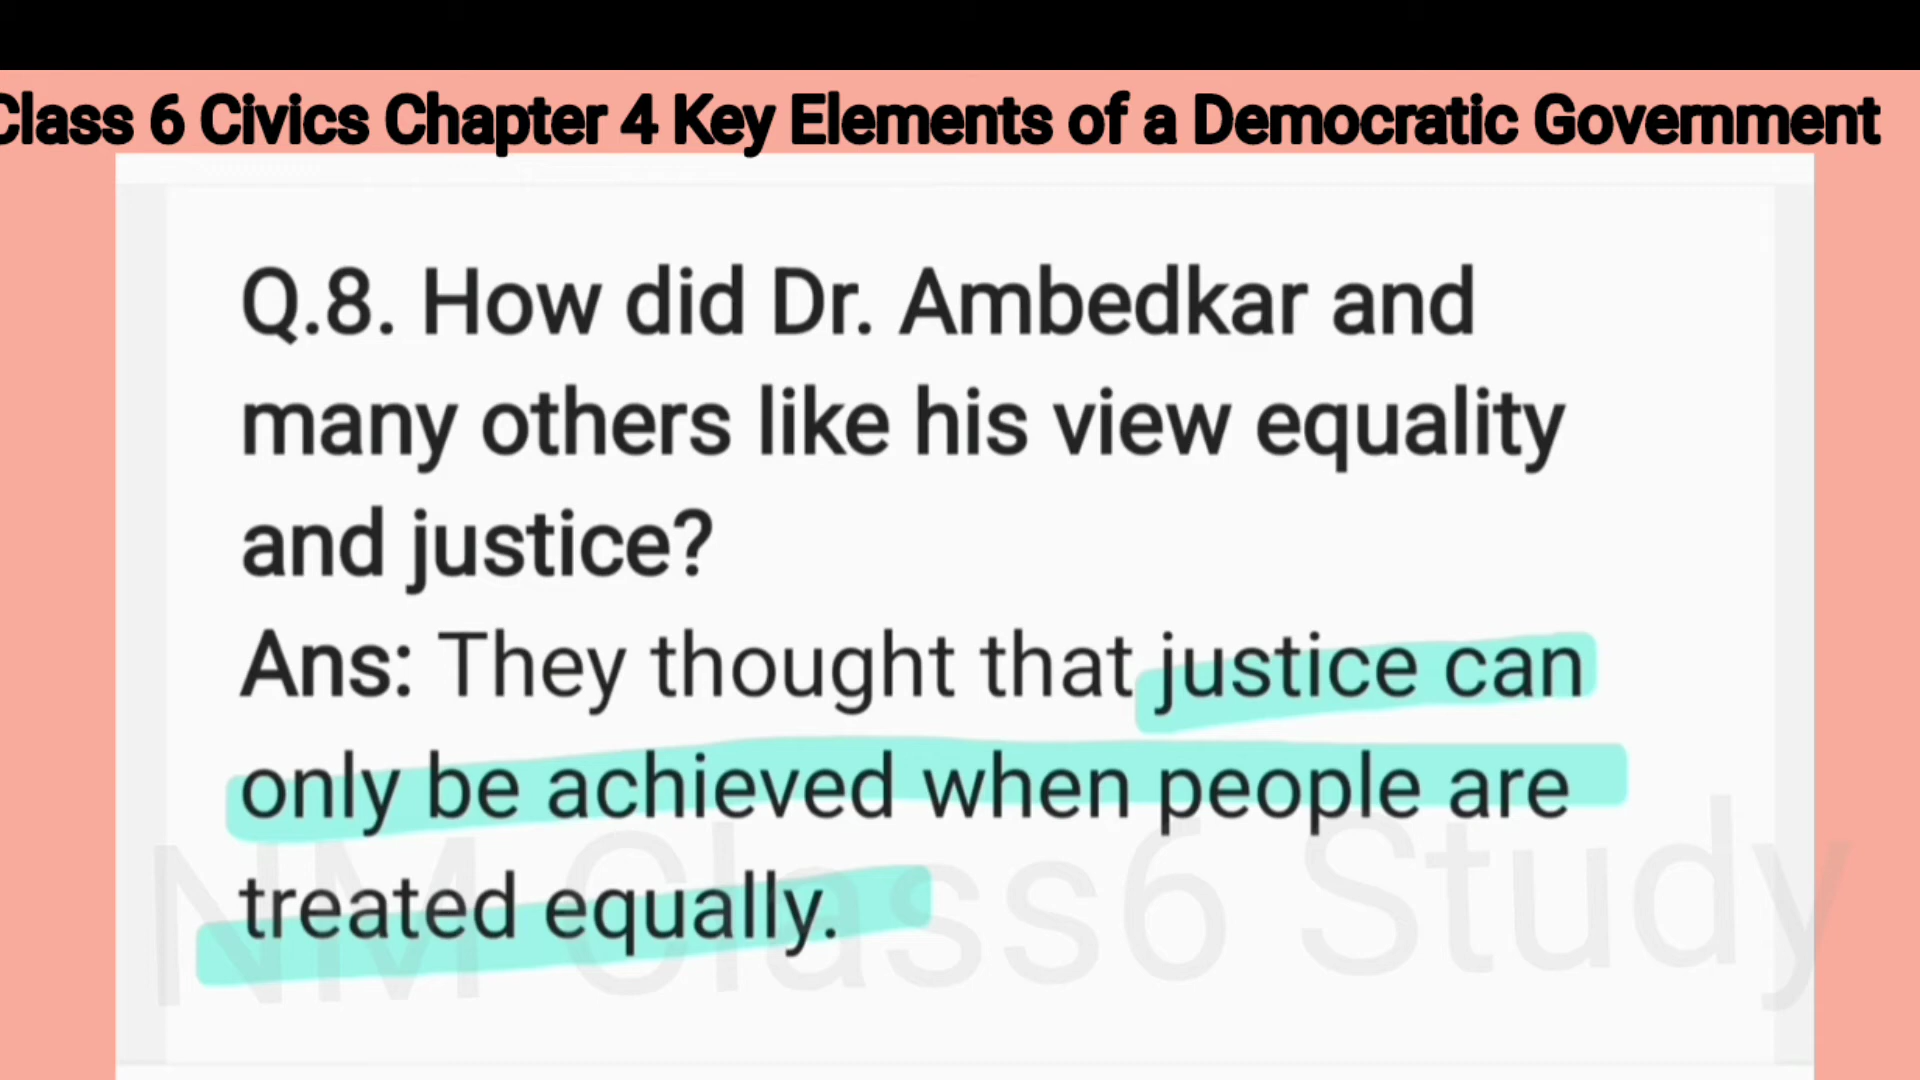 Class 6 Civics Chapter 4 Key Elements of a Democratic Government
Q.8. How did Dr. Ambedkar and
many others like his view equality
and justice?
Ans: They thought that justice can
only be achieved when people are
treated equally.
NM Class6 Study